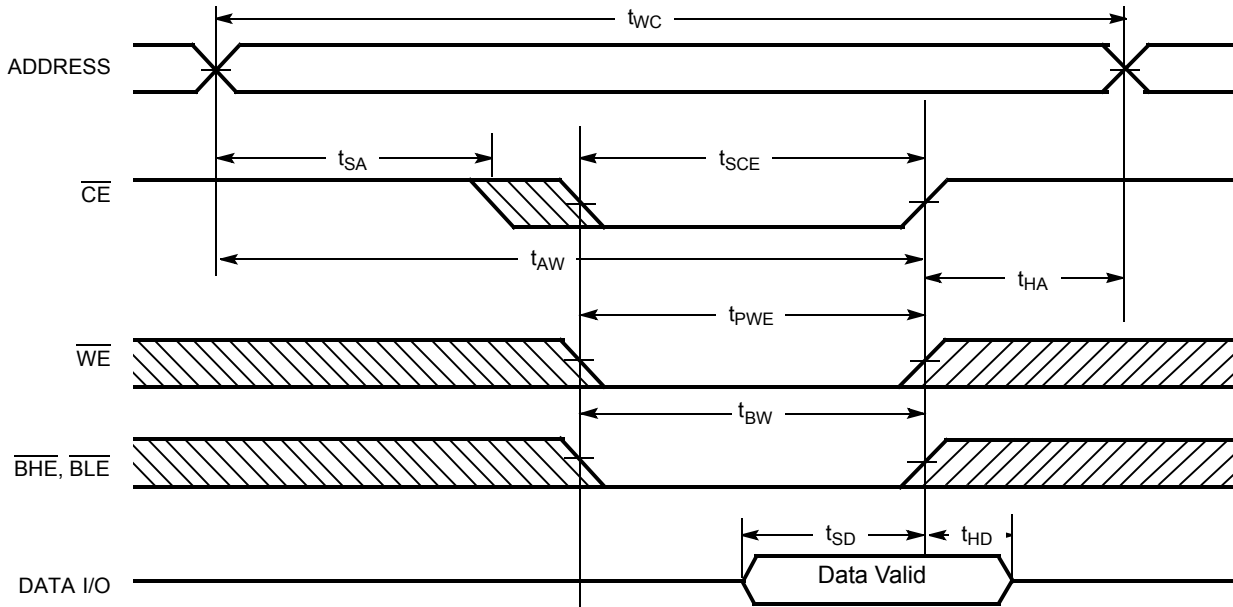 tWC
ADDRESS
tSA
tSCE
CE
tAW
tHA
tPWE
WE
tBW
BHE, BLE
tSD
tHD
Data Valid
DATA I/O